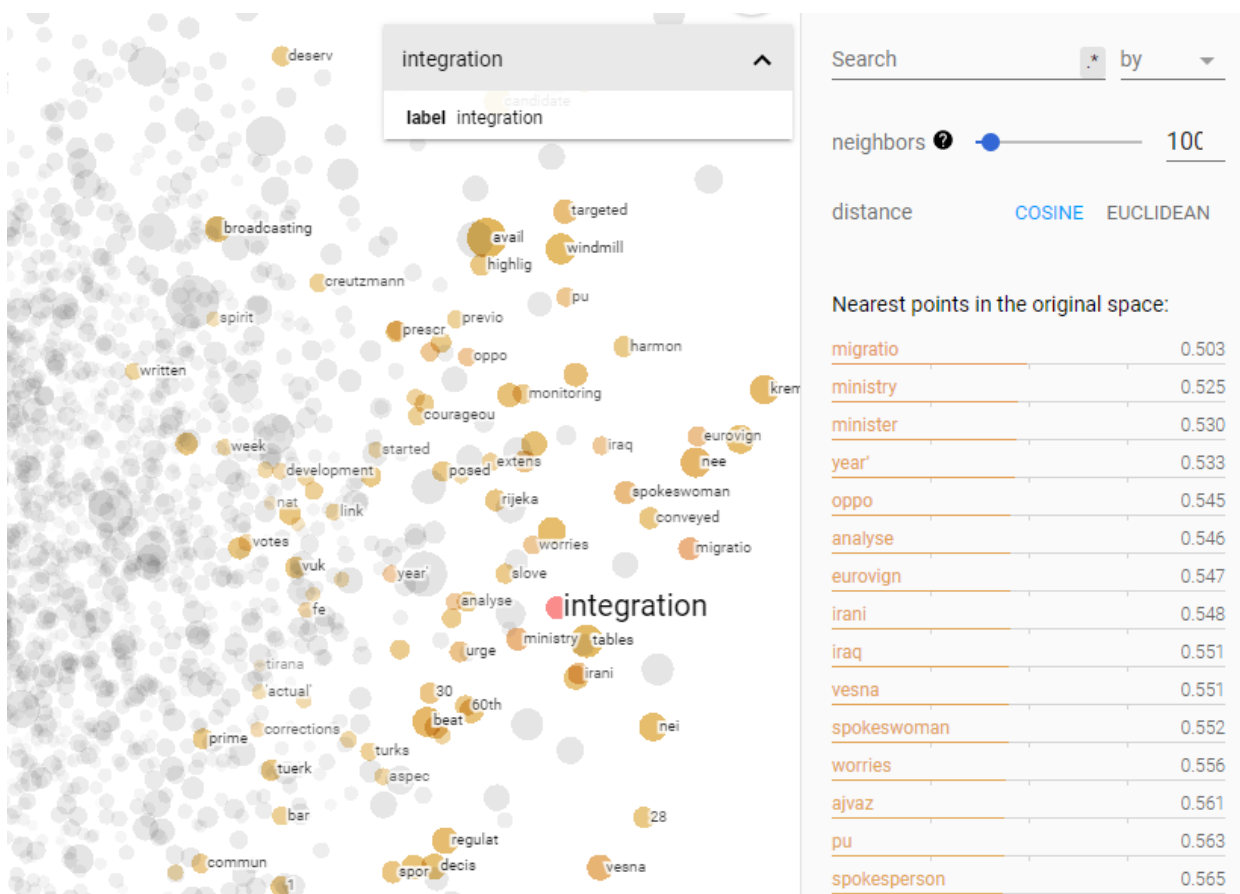 deserv
integration
candidate
label integration
targeted
broadcasting
avail
windmill
highlig
creutzmann
pu
spirit
previo
prescr
oppo
harmon
written
krem
monitoring
courageou
week
started
iraq
eurovign
development
posed
extens
nee
nat
link
rijeka
spokeswoman
conveyed
votes
worries
migratio
vuk
year'
slove
fe
analyse
integration
urge
ministry
tables
tirana
irani
'actual'
30
60th
beat
nei
corrections
prime
turks
tuerk
aspec
bar
28
regulat
commun
spor
decis
vesna
1
Search .* by
neighbors ? 100
distance COSINE EUCLIDEAN
Nearest points in the original space:
migratio 0.503
ministry 0.525
minister 0.530
year' 0.533
oppo 0.545
analyse 0.546
eurovign 0.547
irani 0.548
iraq 0.551
vesna 0.551
spokeswoman 0.552
worries 0.556
ajvaz 0.561
pu 0.563
spokesperson 0.565